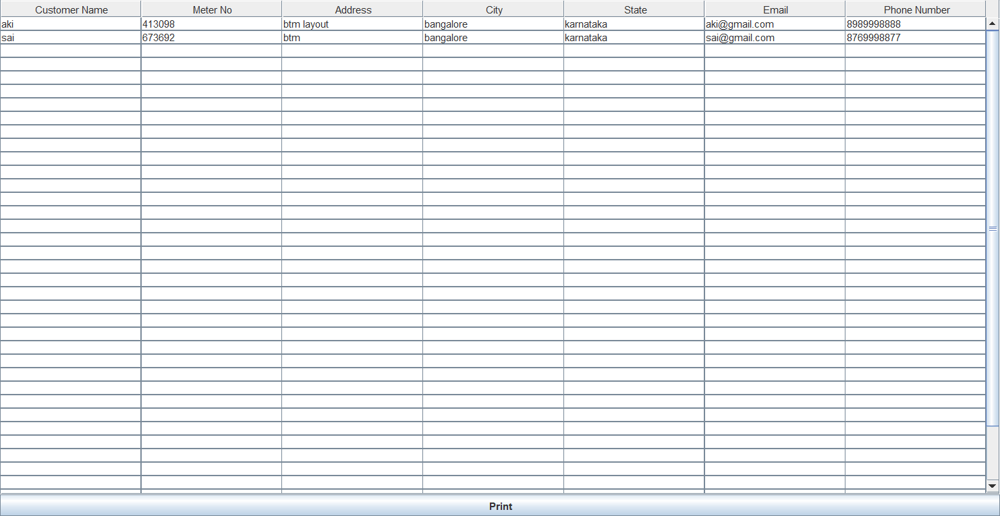 Customer Name Meter No Address City State Email Phone Number
aki 413098 btm layout bangalore karnataka aki@gmail.com 8989998888
sai 673692 btm bangalore karnataka sai@gmail.com 8769998877
Print